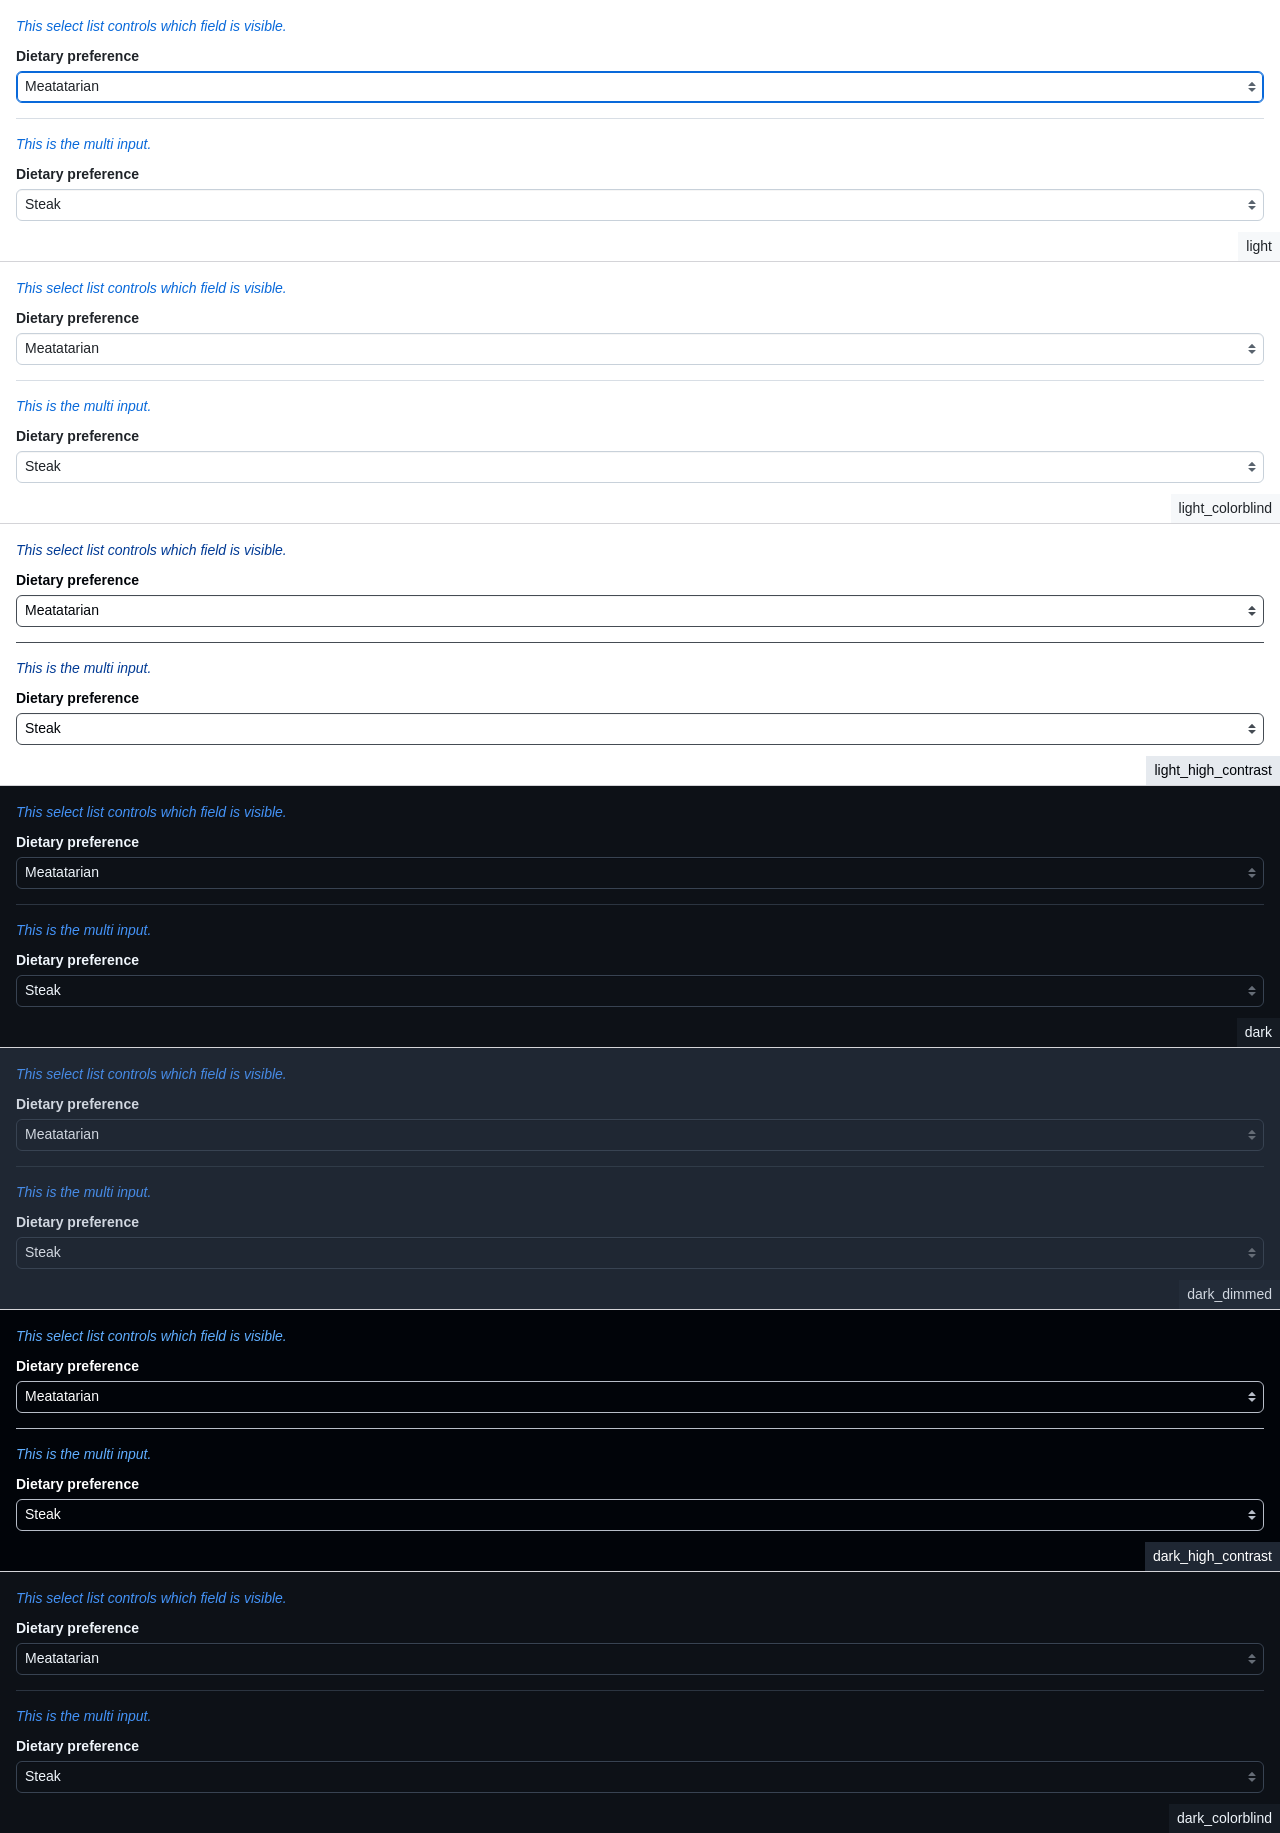 This select list controls which field is visible.
Dietary preference
Meatatarian
This is the multi input.
Dietary preference
Steak
light
This select list controls which field is visible.
Dietary preference
Meatatarian
This is the multi input.
Dietary preference
Steak
light_colorblind
This select list controls which field is visible.
Dietary preference
Meatatarian
This is the multi input.
Dietary preference
Steak
light_high_contrast
This select list controls which field is visible.
Dietary preference
Meatatarian
This is the multi input.
Dietary preference
Steak
dark
This select list controls which field is visible.
Dietary preference
Meatatarian
This is the multi input.
Dietary preference
Steak
dark_dimmed
This select list controls which field is visible.
Dietary preference
Meatatarian
This is the multi input.
Dietary preference
Steak
dark_high_contrast
This select list controls which field is visible.
Dietary preference
Meatatarian
This is the multi input.
Dietary preference
Steak
dark_colorblind